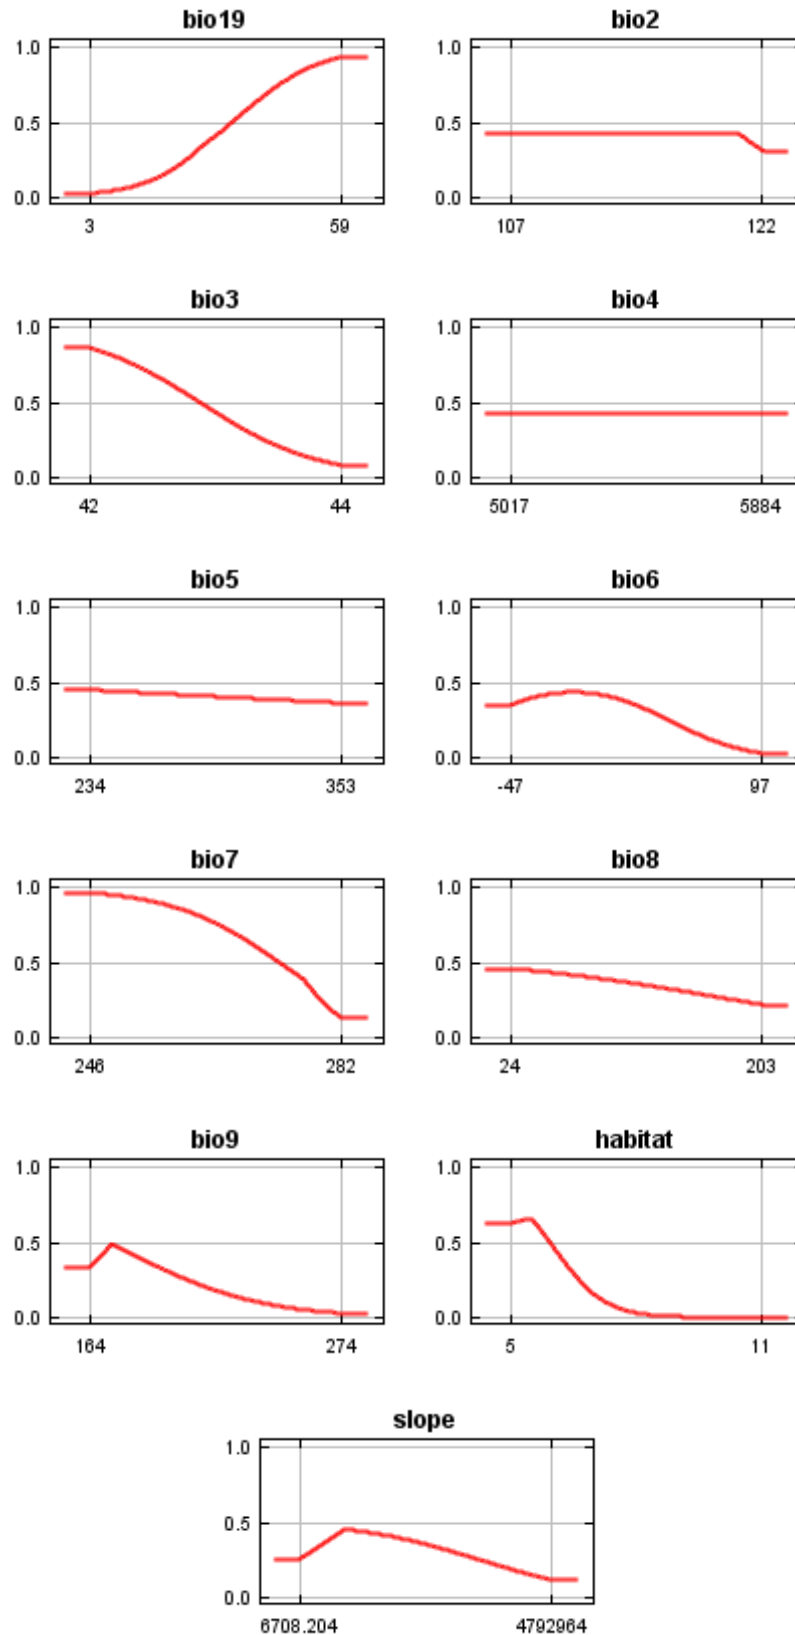 bio19 bio2
1.0 1.0
0.5 0.5
0.0 0.0
3 59 107 122
bio3 bio4
1.0 1.0
0.5 0.5
0.0 0.0
42 44 5017 5884
bio5 bio6
1.0 1.0
0.5 0.5
0.0 0.0
234 353 -47 97
bio7 bio8
1.0 1.0
0.5 0.5
0.0 0.0
246 282 24 203
bio9 habitat
1.0 1.0
0.5 0.5
0.0 0.0
164 274 5 11
slope
1.0
0.5
0.0
6708.204 4792964